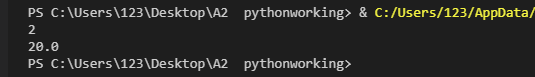 PS C:\Users\123\Desktop\A2  pythonworking> & C:/Users/123/AppData/
2
20.0
PS C:\Users\123\Desktop\A2  pythonworking>